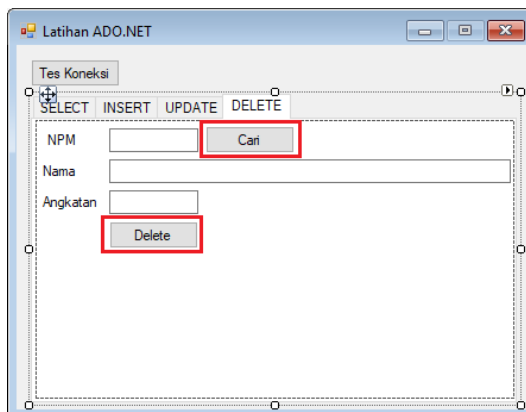 Latihan ADO.NET
Tes Koneksi
SELECT INSERT UPDATE DELETE
NPM Cari
Nama
Angkatan
Delete